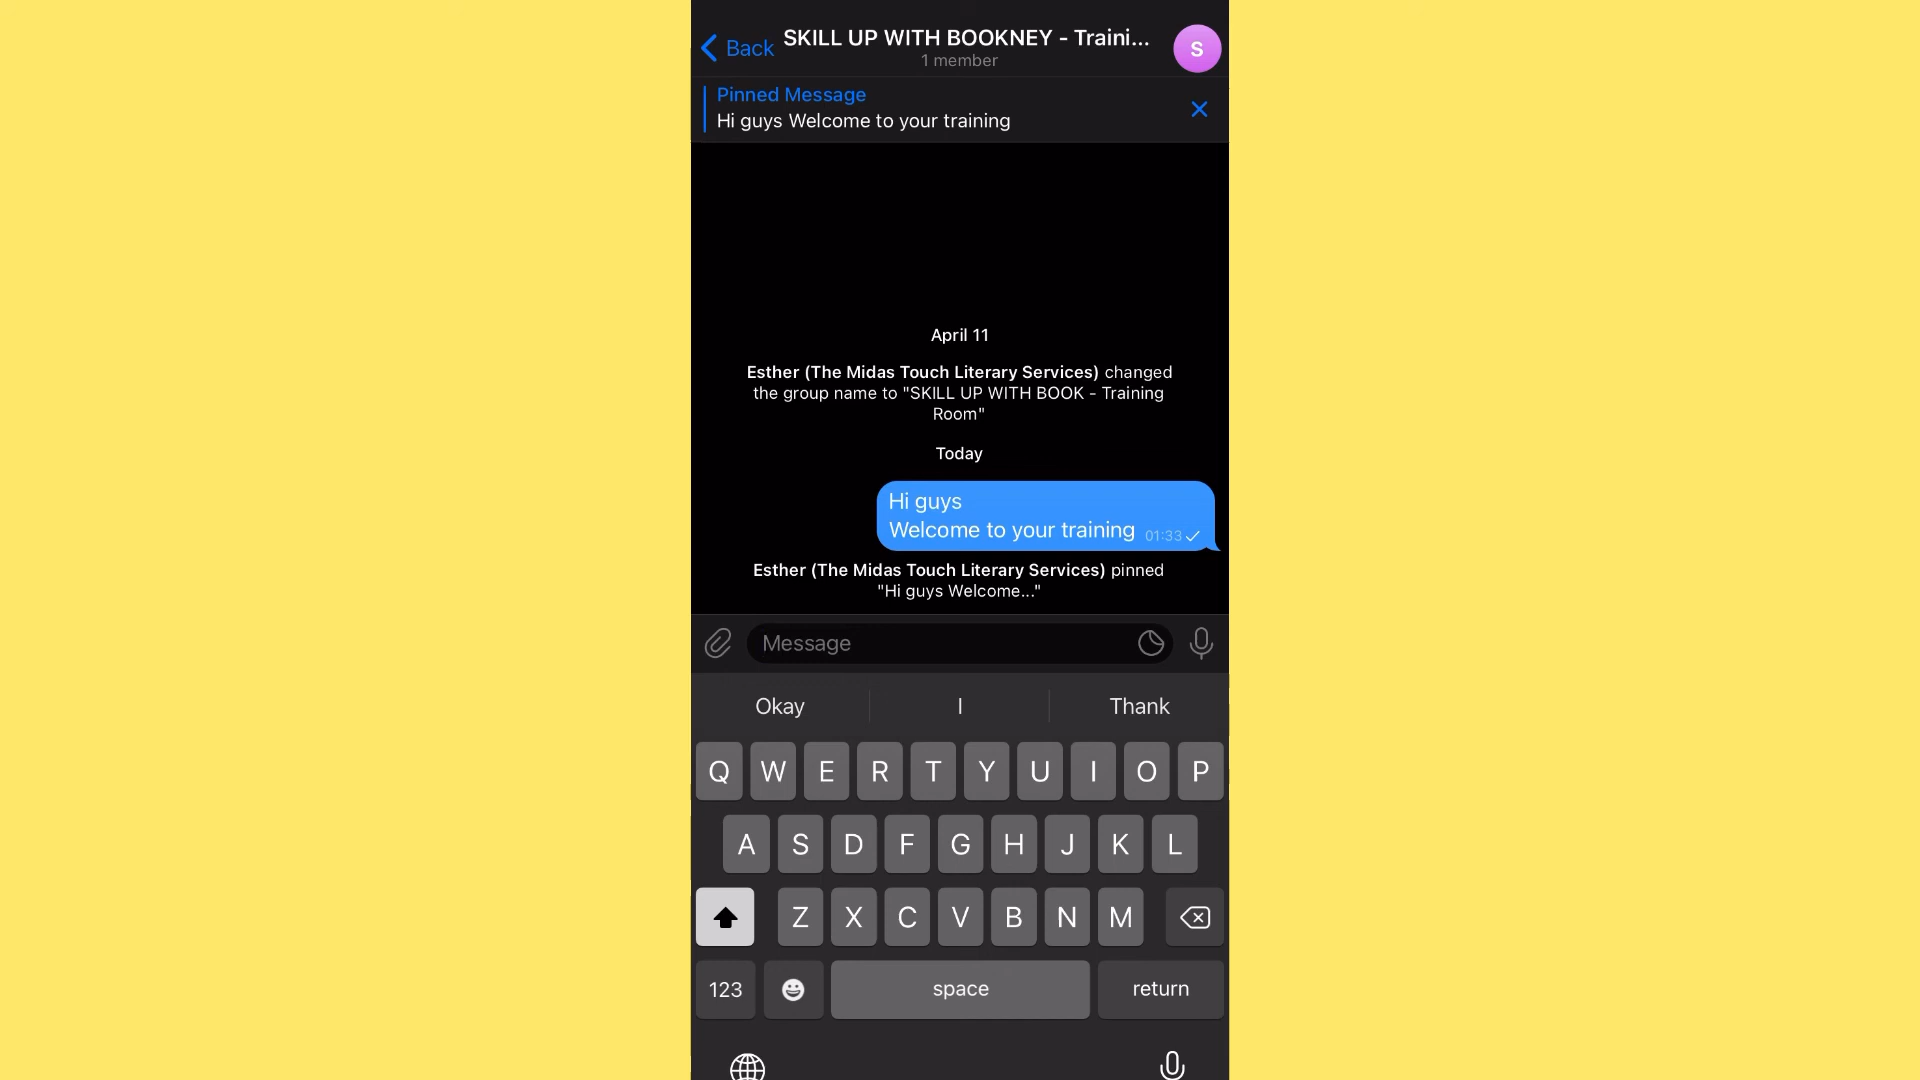 Back
SKILL UP WITH BOOKNEY - Traini...
1 member
S
Pinned Message
Hi guys Welcome to your training
April 11
Esther (The Midas Touch Literary Services) changed
the group name to "SKILL UP WITH BOOK - Training
Room"
Today
Hi guys
Welcome to your training 01:33
Esther (The Midas Touch Literary Services) pinned
"Hi guys Welcome..."
Message
Okay I Thank
Q W E R T Y U I O P
A S D F G H J K L
Z X C V B N M
123 space return